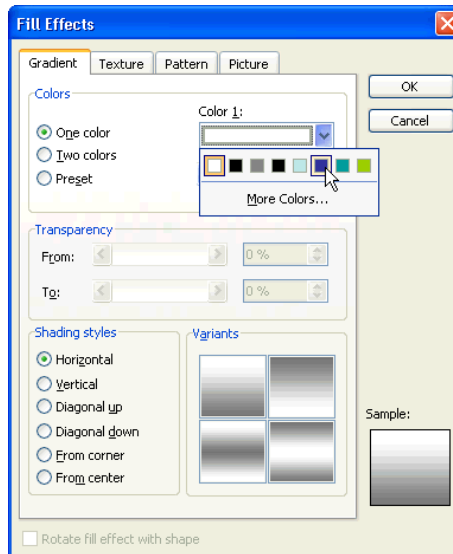 Fill Effects
Gradient Texture Pattern Picture
OK
Cancel
Colors
Color 1:
One color
Two colors
Preset
More Colors...
Transparency
From: 0 %
To: 0 %
Shading styles
Horizontal
Vertical
Diagonal up
Diagonal down
From corner
From center
Variants
Sample:
Rotate fill effect with shape